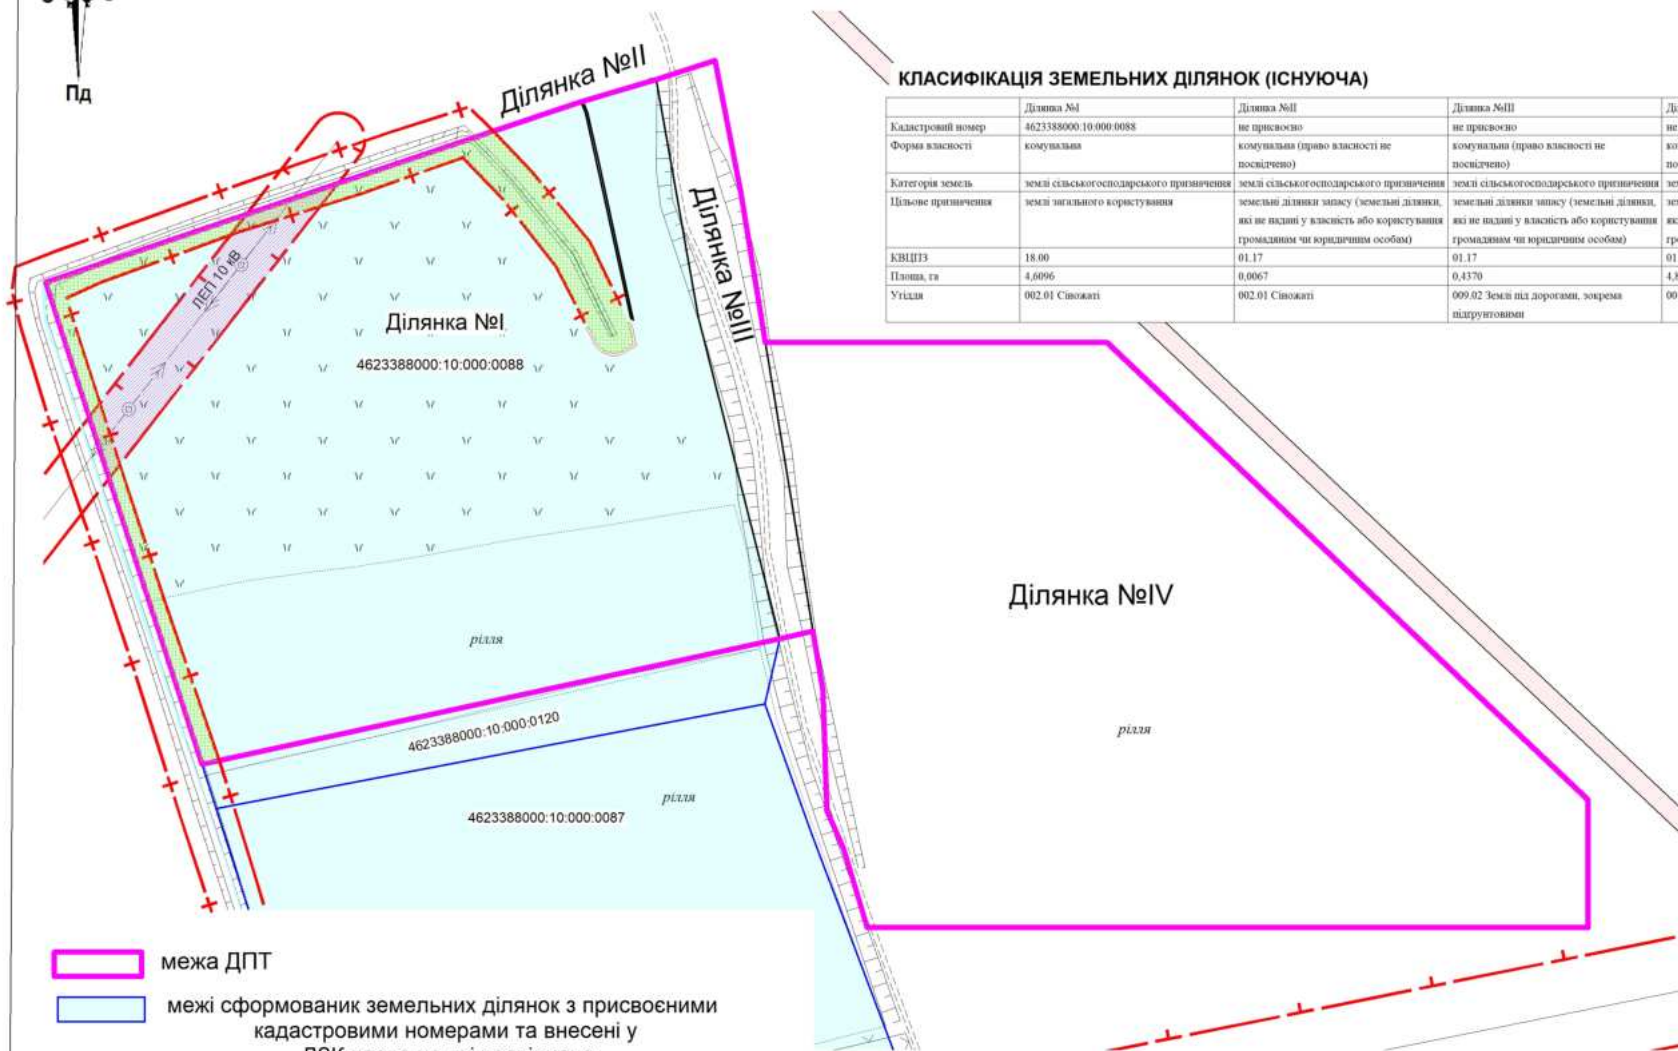 Пд
Ділянка №II
КЛАСИФІКАЦІЯ ЗЕМЕЛЬНИХ ДІЛЯНОК (ІСНУЮЧА)
Ділянка №I Ділянка №II Ділянка №III
Кадастровий номер 4623388000:10:000:0088 не присвоєно не присвоєно не
Форма власності комунальна комунальна (право власності не комунальна (право власності не
посвідчено) посвідчено)
Категорія земель землі сільськогосподарського призначення землі сільськогосподарського призначення землі сільськогосподарського призначення
Цільове призначення землі загального користування земельні ділянки запасу (земельні ділянки, земельні ділянки запасу (земельні ділянки,
які не надані у власність або користування які не надані у власність або користування
громадянам чи юридичним особам) громадянам чи юридичним особам)
КВЦПЗ 18.00 01.17 01.17 01
Площа, га 4,6096 0,0067 0,4370 4,8
Угіддя 002.01 Сіножаті 002.01 Сіножаті 009.02 Землі під дорогами, зокрема 00
підґрунтовими
Ділянка №III
ЛЕП 10 кВ
Ділянка №I
4623388000:10:000:0088
Ділянка №IV
рілля
рілля
4623388000:10:000:0120
рілля
4623388000:10:000:0087
межа ДПТ
межі сформованик земельних ділянок з присвоєними
кадастровими номерами та внесені у